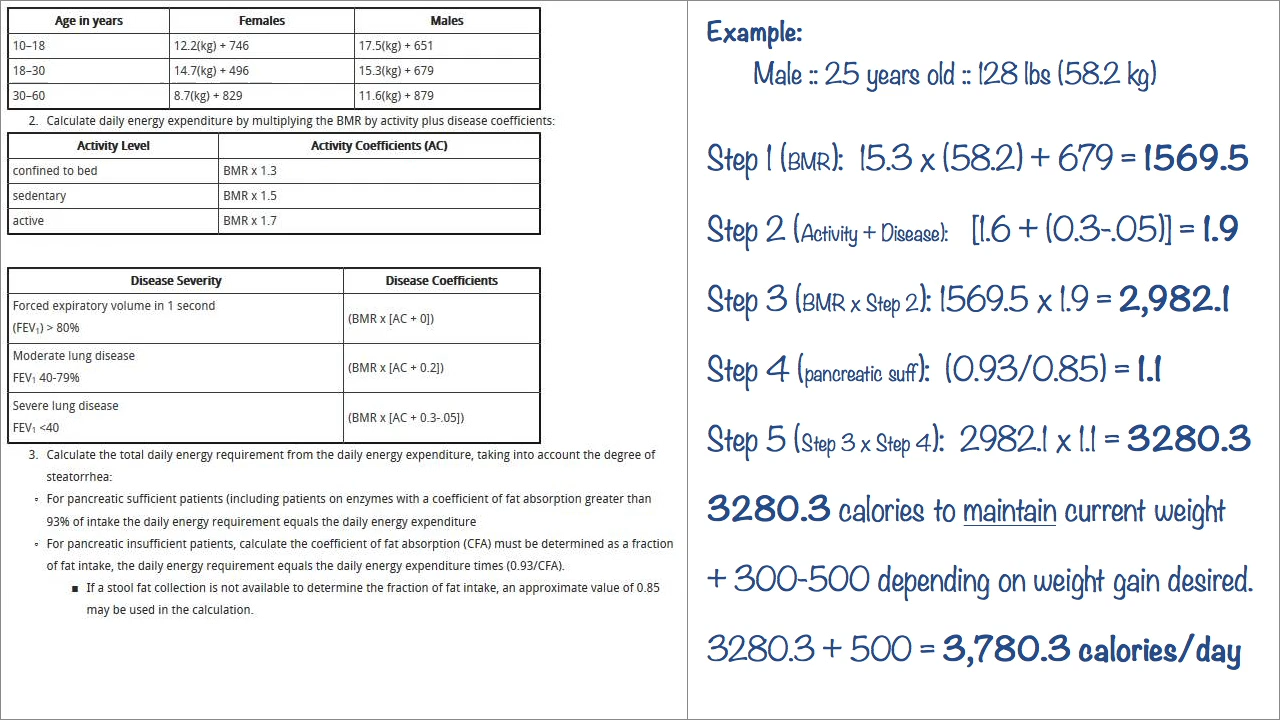 Age in years Females Males
10–18 12.2(kg) + 746 17.5(kg) + 651
18–30 14.7(kg) + 496 15.3(kg) + 679
30–60 8.7(kg) + 829 11.6(kg) + 879
2. Calculate daily energy expenditure by multiplying the BMR by activity plus disease coefficients:
Activity Level Activity Coefficients (AC)
confined to bed BMR x 1.3
sedentary BMR x 1.5
active BMR x 1.7
Disease Severity Disease Coefficients
Forced expiratory volume in 1 second
(FEV₁) > 80%
(BMR x [AC + 0])
Moderate lung disease
FEV₁ 40-79%
(BMR x [AC + 0.2])
Severe lung disease
FEV₁ <40
(BMR x [AC + 0.3-.05])
3. Calculate the total daily energy requirement from the daily energy expenditure, taking into account the degree of
steatorrhea:
◦ For pancreatic sufficient patients (including patients on enzymes with a coefficient of fat absorption greater than
93% of intake the daily energy requirement equals the daily energy expenditure
◦ For pancreatic insufficient patients, calculate the coefficient of fat absorption (CFA) must be determined as a fraction
of fat intake, the daily energy requirement equals the daily energy expenditure times (0.93/CFA).
■ If a stool fat collection is not available to determine the fraction of fat intake, an approximate value of 0.85
may be used in the calculation.
Example:
Male :: 25 years old :: 128 lbs (58.2 kg)
Step 1 (BMR): 15.3 x (58.2) + 679 = 1569.5
Step 2 (Activity + Disease): [1.6 + (0.3-.05)] = 1.9
Step 3 (BMR x Step 2): 1569.5 x 1.9 = 2,982.1
Step 4 (pancreatic suff): (0.93/0.85) = 1.1
Step 5 (Step 3 x Step 4): 2982.1 x 1.1 = 3280.3
3280.3 calories to maintain current weight
+ 300-500 depending on weight gain desired.
3280.3 + 500 = 3,780.3 calories/day